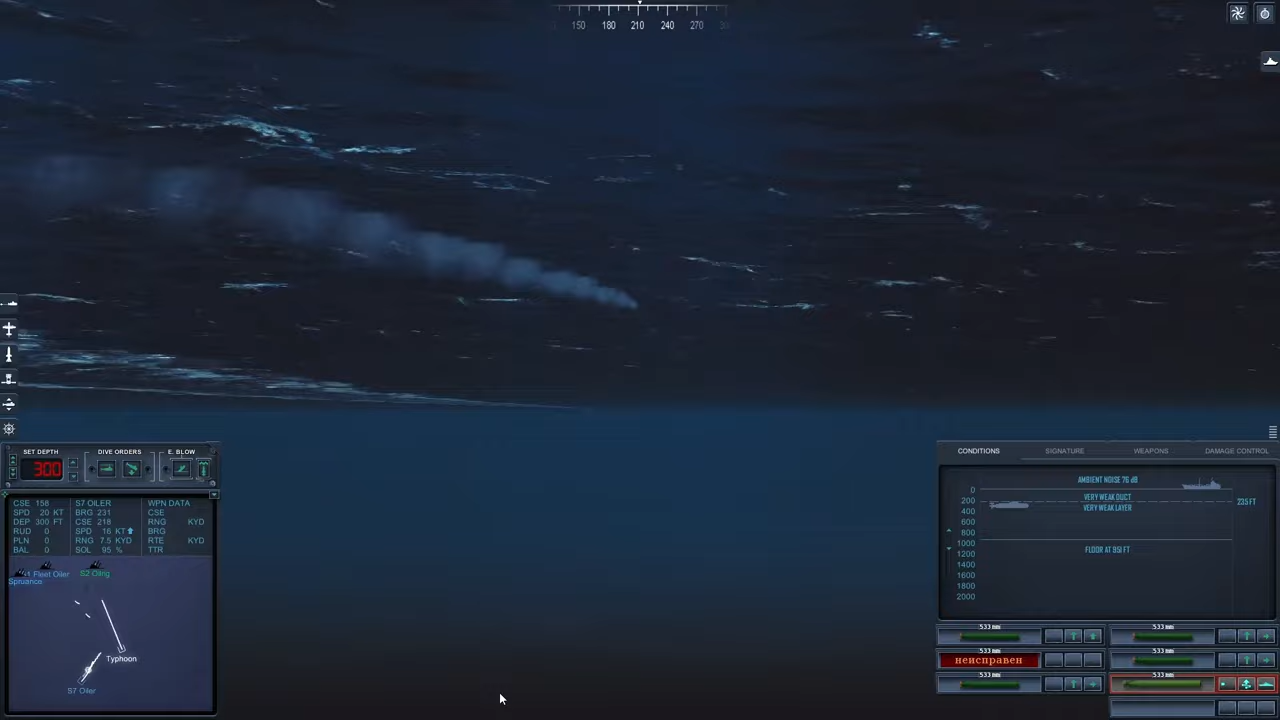 150 180 210 240 270 300
SET DEPTH DIVE ORDERS E. BLOW
300
CSE 158 S7 OILER WPN DATA
SPD 20 KT BRG 231 CSE
DEP 300 FT CSE 218 RNG KYD
RUD 0 SPD 16 KT BRG
PLN 0 RNG 7.5 KYD RTE KYD
BAL 0 SOL 95 % TTR
Fleet Oiler S2 Oling
Spruance
Typhoon
S7 Oiler
CONDITIONS SIGNATURE WEAPONS DAMAGE CONTROL
AMBIENT NOISE 76 dB
0
VERY WEAK DUCT
200
235 FT
VERY WEAK LAYER
400
600
800
1000
FLOOR AT 951 FT
1200
1400
1600
1800
2000
533 mm 533 mm
533 mm
неисправен
533 mm 533 mm